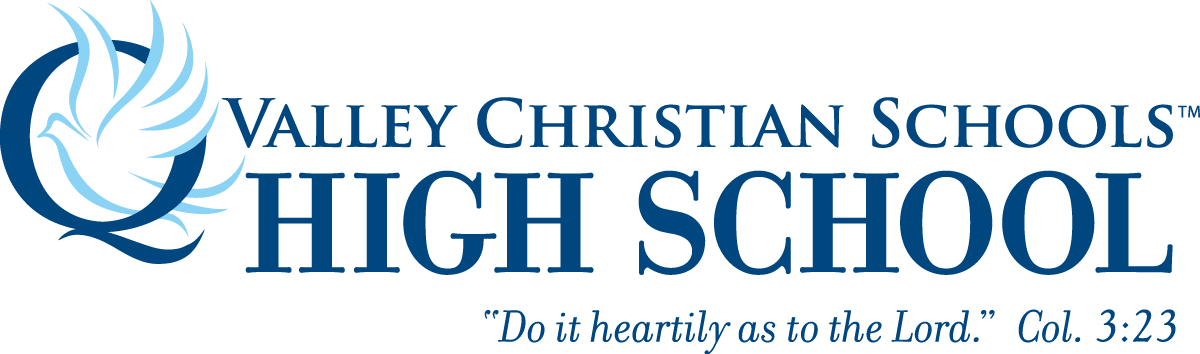 Q
VALLEY CHRISTIAN SCHOOLS™
HIGH SCHOOL
“Do it heartily as to the Lord.” Col. 3:23